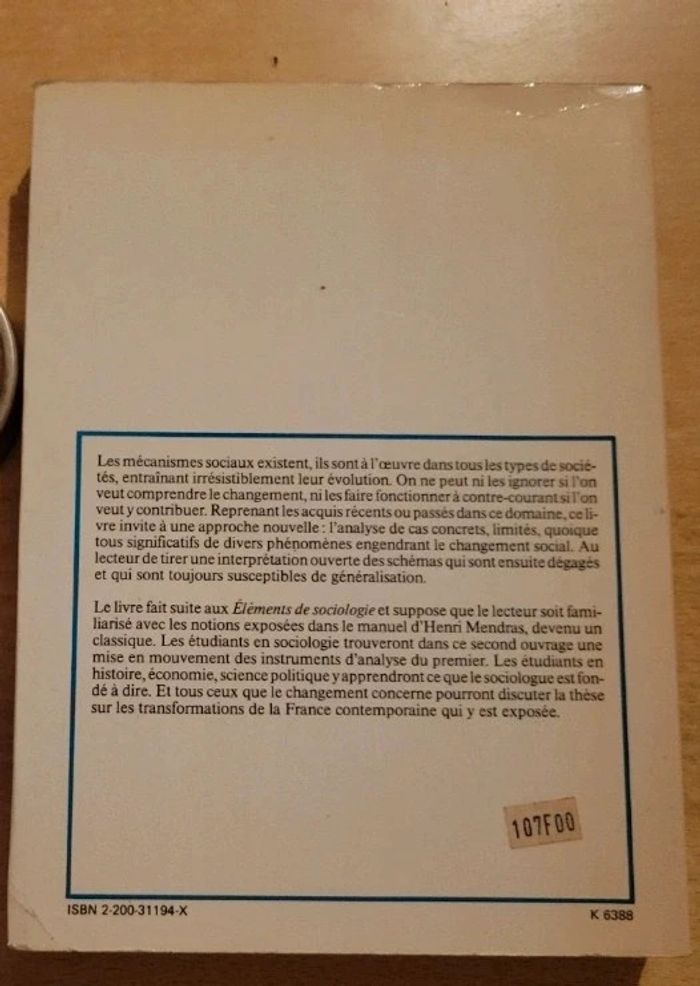 Les mécanismes sociaux existent, ils sont à l'œuvre dans tous les types de socié-
tés, entraînant irrésistiblement leur évolution. On ne peut ni les ignorer si l'on
veut comprendre le changement, ni les faire fonctionner à contre-courant si l'on
veut y contribuer. Reprenant les acquis récents ou passés dans ce domaine, ce li-
vre invite à une approche nouvelle : l'analyse de cas concrets, limités, quoique
tous significatifs de divers phénomènes engendrant le changement social. Au
lecteur de tirer une interprétation ouverte des schémas qui sont ensuite dégagés
et qui sont toujours susceptibles de généralisation.
Le livre fait suite aux Éléments de sociologie et suppose que le lecteur soit fami-
liarisé avec les notions exposées dans le manuel d'Henri Mendras, devenu un
classique. Les étudiants en sociologie trouveront dans ce second ouvrage une
mise en mouvement des instruments d'analyse du premier. Les étudiants en
histoire, économie, science politique y apprendront ce que le sociologue est fon-
dé à dire. Et tous ceux que le changement concerne pourront discuter la thèse
sur les transformations de la France contemporaine qui y est exposée.
107F00
ISBN 2-200-31194-X
K 6388